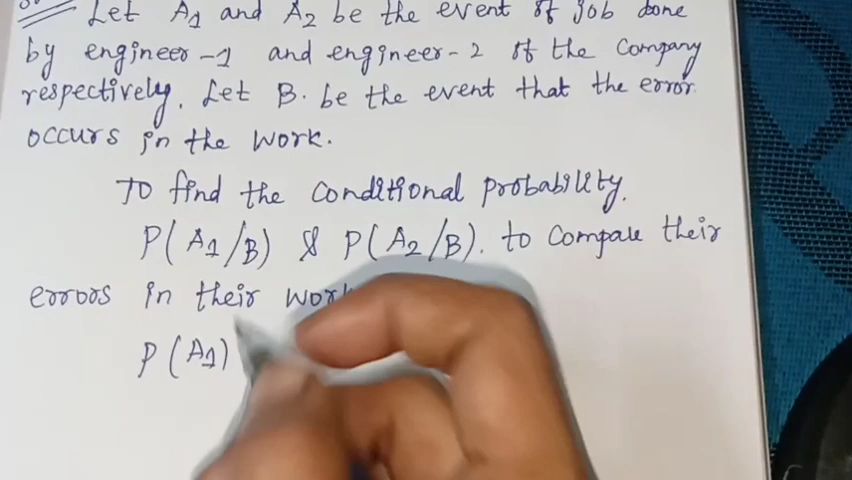 Let A1 and A2 be the event of job done
by engineer-1 and engineer-2 of the Company
respectively. Let B. be the event that the error
occurs in the work.
To find the conditional probability.
P(A1/B) & P(A2/B). to compare their
errors in their work
P(A1)